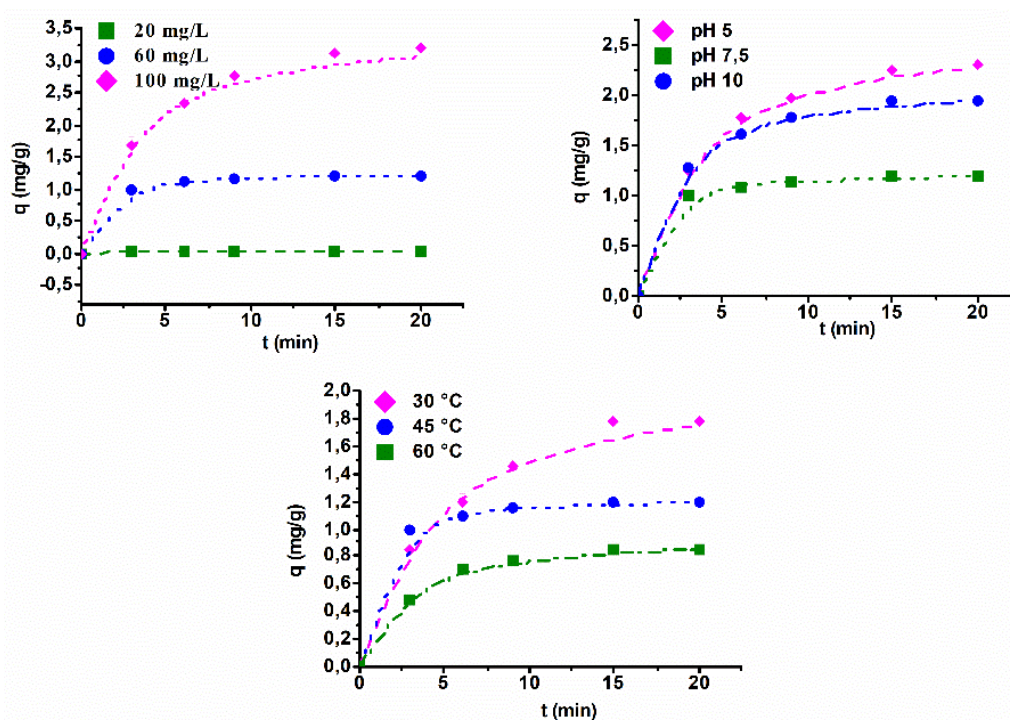 20 mg/L
60 mg/L
100 mg/L
3,5
3,0
2,5
2,0
1,5
1,0
0,5
0,0
-0,5
q (mg/g)
0 5 10 15 20
t (min)
pH 5
pH 7,5
pH 10
2,5
2,0
1,5
1,0
0,5
0,0
q (mg/g)
0 5 10 15 20
t (min)
30 °C
45 °C
60 °C
2,0
1,8
1,6
1,4
1,2
1,0
0,8
0,6
0,4
0,2
0,0
q (mg/g)
0 5 10 15 20
t (min)